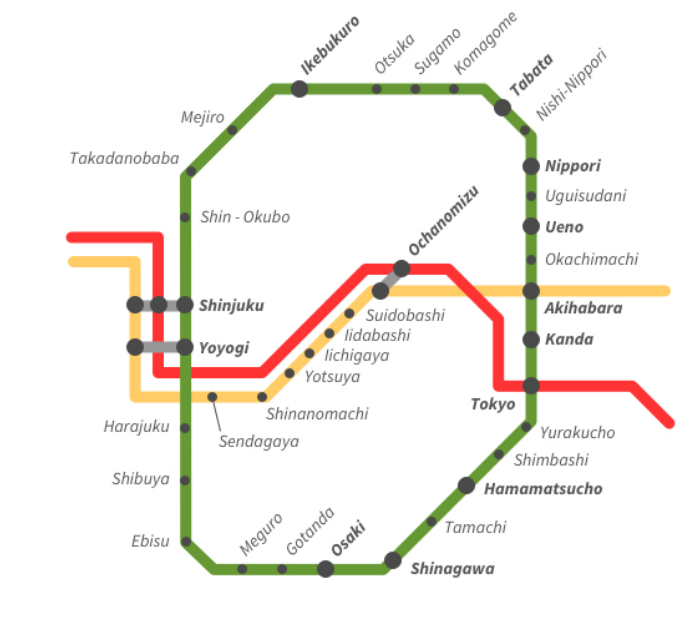 Ikebukuro
Otsuka
Sugamo
Komagome
Tabata
Nishi-Nippori
Mejiro
Takadanobaba
Nippori
Uguisudani
Shin - Okubo
Ueno
Ochanomizu
Okachimachi
Shinjuku
Akihabara
Suidobashi
Iidabashi
Kanda
Yoyogi
Iichigaya
Yotsuya
Tokyo
Shinanomachi
Harajuku
Sendagaya
Yurakucho
Shimbashi
Shibuya
Hamamatsucho
Ebisu
Meguro
Gotanda
Osaki
Tamachi
Shinagawa